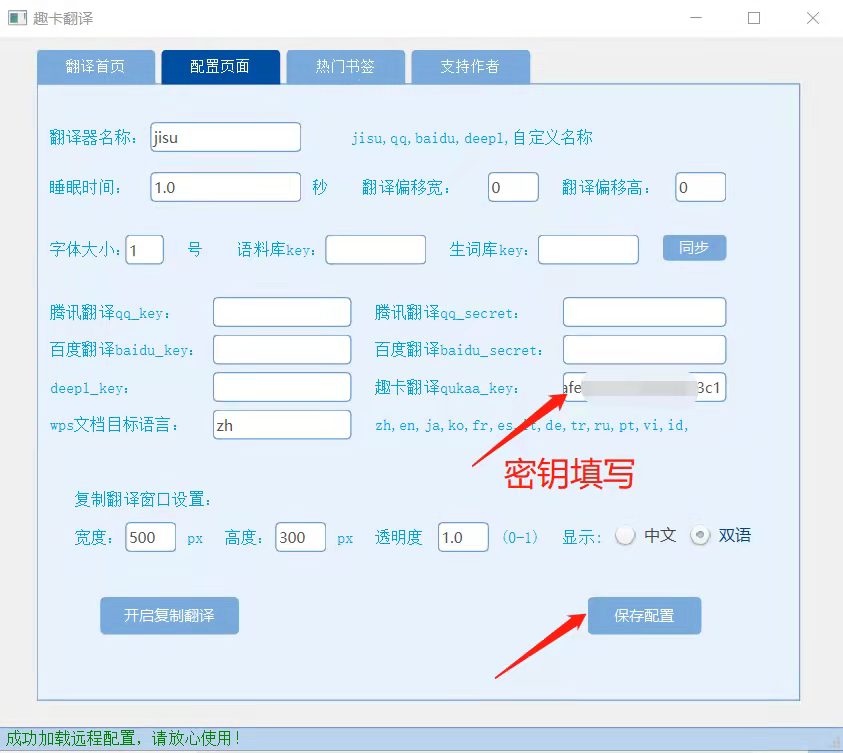 趣卡翻译
翻译首页 配置页面 热门书签 支持作者
翻译器名称: jisu jisu,qq,baidu,deepl,自定义名称
睡眠时间: 1.0 秒 翻译偏移宽: 0 翻译偏移高: 0
字体大小: 1 号 语料库key: 生词库key: 同步
腾讯翻译qq_key: 腾讯翻译qq_secret:
百度翻译baidu_key: 百度翻译baidu_secret:
deepl_key: 趣卡翻译qukaa_key: afe 3c1
wps文档目标语言: zh zh,en,ja,ko,fr,es,it,de,tr,ru,pt,vi,id,
密钥填写
复制翻译窗口设置:
宽度: 500 px 高度: 300 px 透明度 1.0 (0-1) 显示: 中文 双语
开启复制翻译 保存配置
成功加载远程配置，请放心使用！